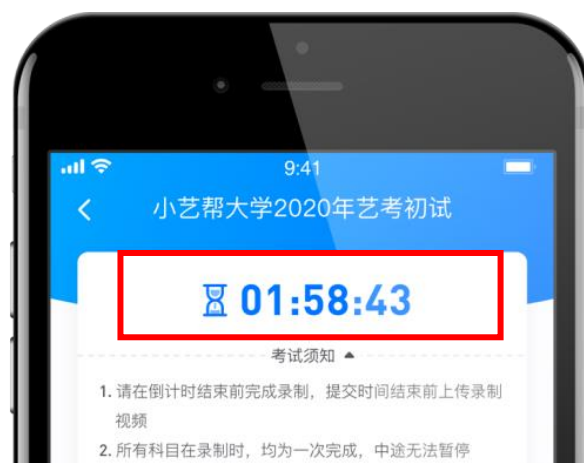 9:41
小艺帮大学2020年艺考初试
01:58:43
考试须知 ▲
1. 请在倒计时结束前完成录制，提交时间结束前上传录制
视频
2. 所有科目在录制时，均为一次完成，中途无法暂停